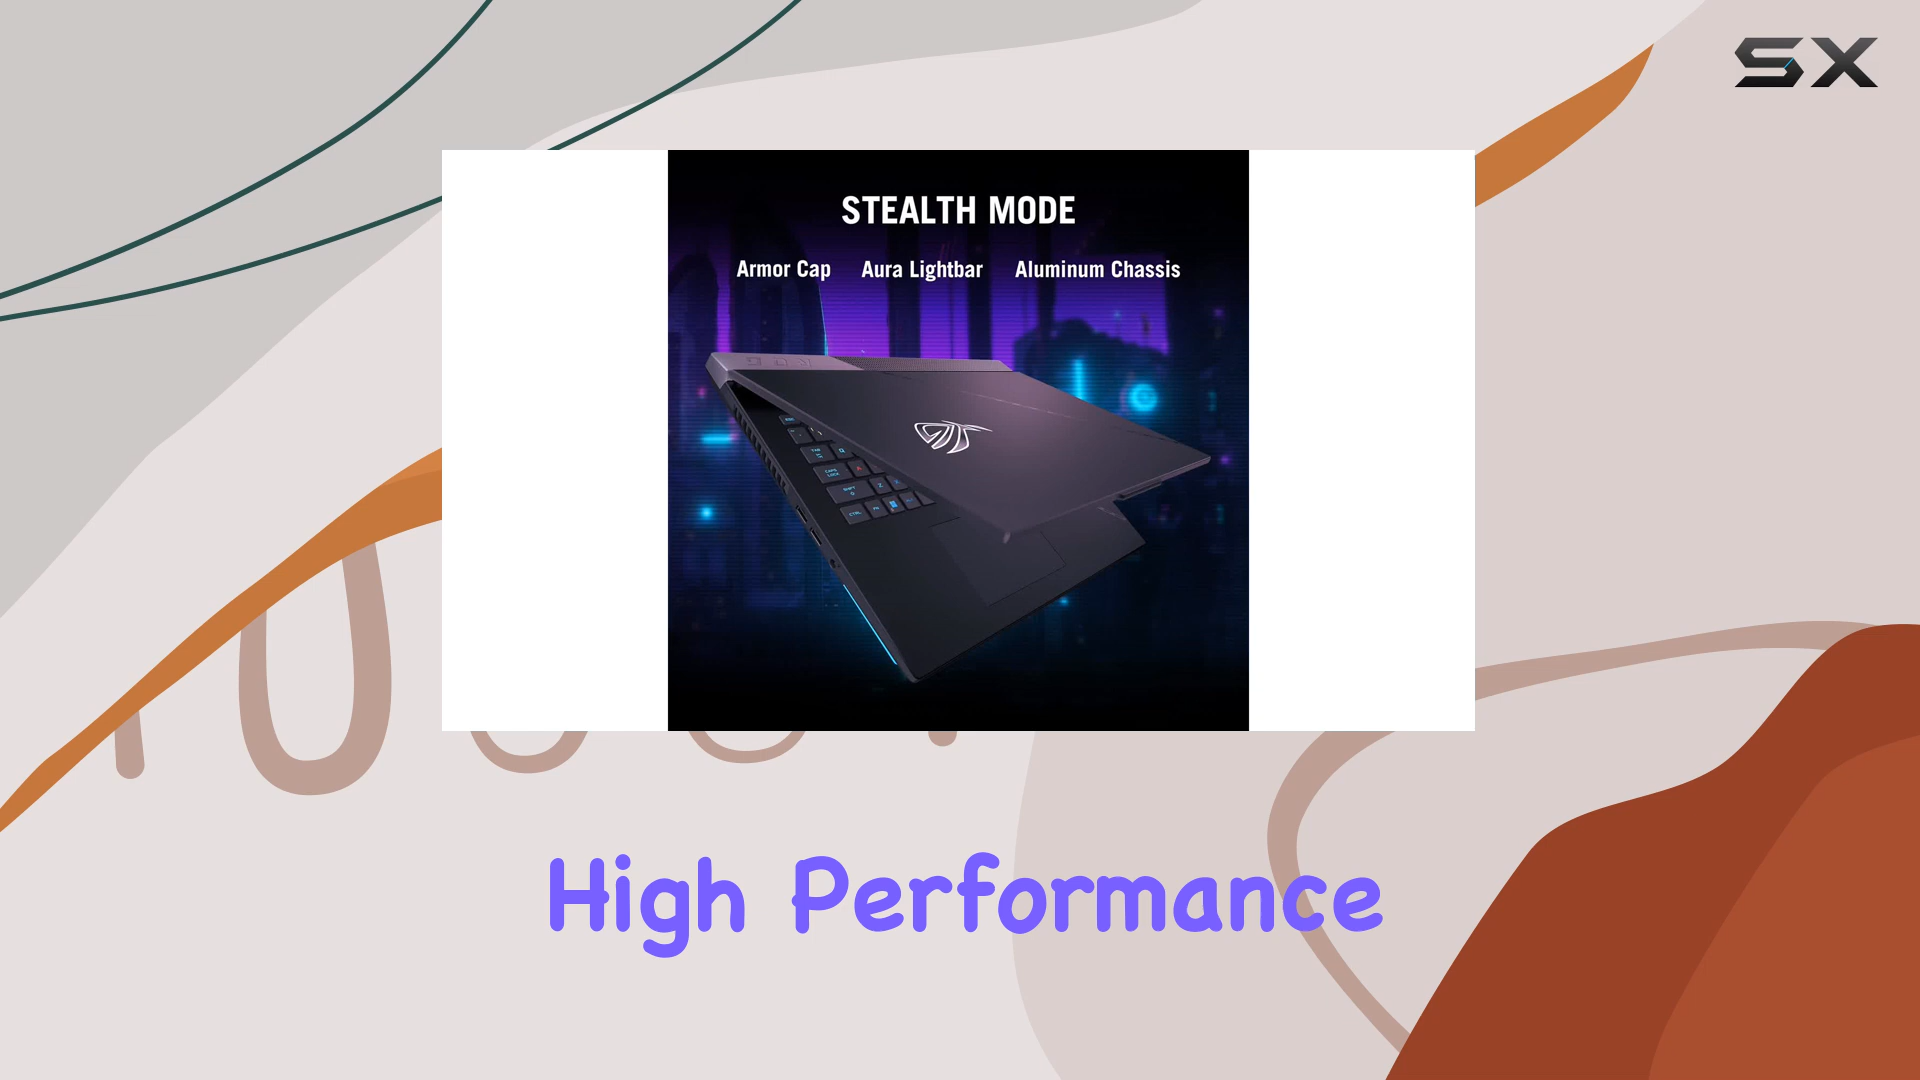 SX
STEALTH MODE
Armor Cap Aura Lightbar Aluminum Chassis
High Performance